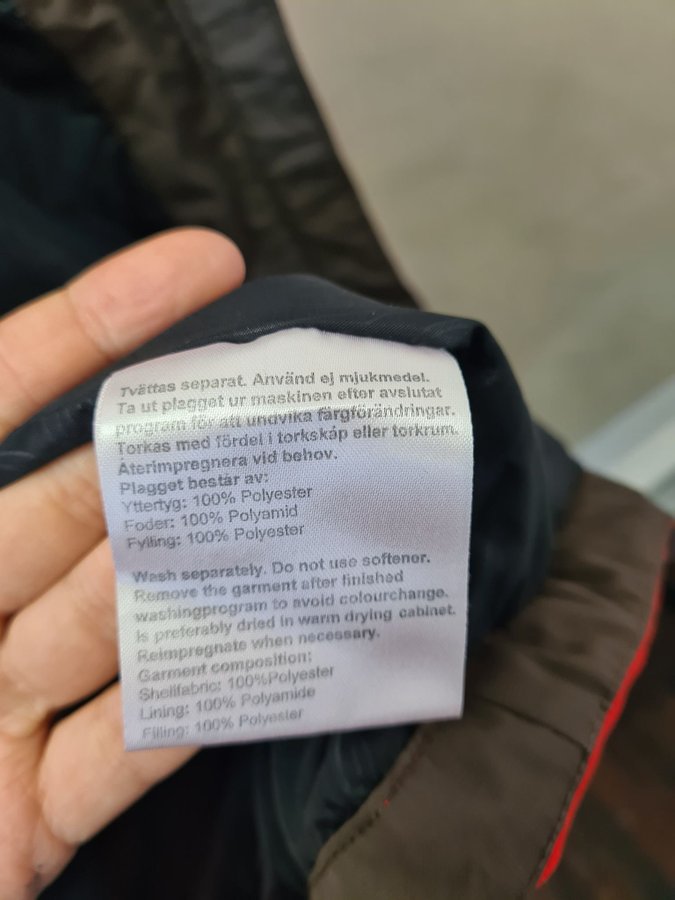 Tvättas separat. Använd ej mjukmedel.
Ta ut plagget ur maskinen efter avslutat
program för att undvika färgförändringar.
Torkas med fördel i torkskåp eller torkrum.
Återimpregnera vid behov.
Plagget består av:
Yttertyg: 100% Polyester
Foder: 100% Polyamid
Fyllling: 100% Polyester
Wash separately. Do not use softener.
Remove the garment after finished
washingprogram to avoid colourchange.
Is preferably dried in warm drying cabinet.
Reimpregnate when necessary.
Garment composition:
Shellfabric: 100%Polyester
Lining: 100% Polyamide
Filling: 100% Polyester